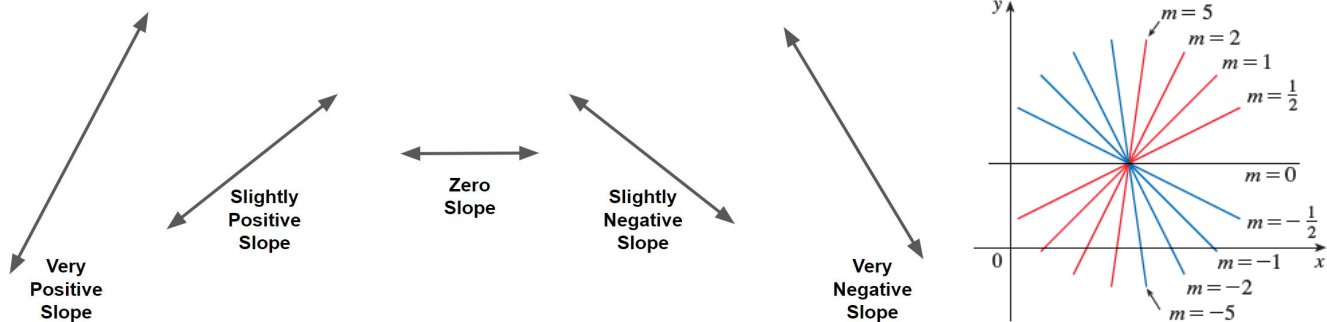 Very
Positive
Slope
Slightly
Positive
Slope
Zero
Slope
Slightly
Negative
Slope
Very
Negative
Slope
y
m = 5
m = 2
m = 1
m = 1/2
m = 0
m = − 1/2
0
x
m = −1
m = −2
m = −5